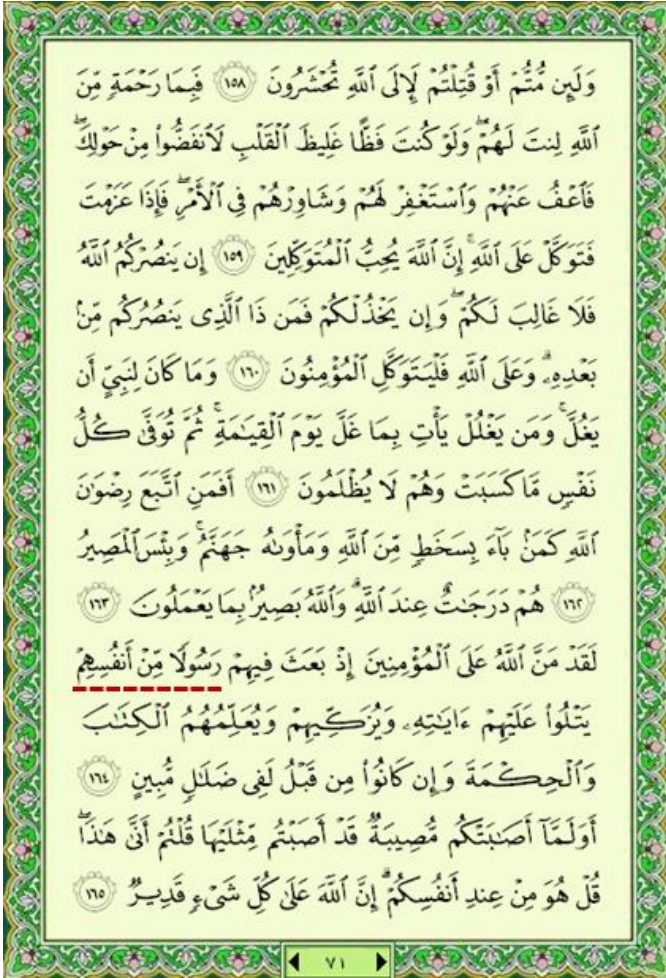 وَلَئِن مُّتُّمْ أَوْ قُتِلْتُمْ لَإِلَى ٱللَّهِ تُحْشَرُونَ ﴿١٥٨﴾ فَبِمَا رَحْمَةٍ مِّنَ
ٱللَّهِ لِنتَ لَهُمْ ۖ وَلَوْ كُنتَ فَظًّا غَلِيظَ ٱلْقَلْبِ لَٱنفَضُّوا۟ مِنْ حَوْلِكَ ۖ
فَٱعْفُ عَنْهُمْ وَٱسْتَغْفِرْ لَهُمْ وَشَاوِرْهُمْ فِى ٱلْأَمْرِ ۖ فَإِذَا عَزَمْتَ
فَتَوَكَّلْ عَلَى ٱللَّهِ ۚ إِنَّ ٱللَّهَ يُحِبُّ ٱلْمُتَوَكِّلِينَ ﴿١٥٩﴾ إِن يَنصُرْكُمُ ٱللَّهُ
فَلَا غَالِبَ لَكُمْ ۖ وَإِن يَخْذُلْكُمْ فَمَن ذَا ٱلَّذِى يَنصُرُكُم مِّنۢ
بَعْدِهِۦ ۗ وَعَلَى ٱللَّهِ فَلْيَتَوَكَّلِ ٱلْمُؤْمِنُونَ ﴿١٦٠﴾ وَمَا كَانَ لِنَبِىٍّ أَن
يَغُلَّ ۚ وَمَن يَغْلُلْ يَأْتِ بِمَا غَلَّ يَوْمَ ٱلْقِيَـٰمَةِ ۚ ثُمَّ تُوَفَّىٰ كُلُّ
نَفْسٍ مَّا كَسَبَتْ وَهُمْ لَا يُظْلَمُونَ ﴿١٦١﴾ أَفَمَنِ ٱتَّبَعَ رِضْوَٰنَ
ٱللَّهِ كَمَنۢ بَآءَ بِسَخَطٍ مِّنَ ٱللَّهِ وَمَأْوَىٰهُ جَهَنَّمُ ۚ وَبِئْسَ ٱلْمَصِيرُ
﴿١٦٢﴾ هُمْ دَرَجَـٰتٌ عِندَ ٱللَّهِ ۗ وَٱللَّهُ بَصِيرٌۢ بِمَا يَعْمَلُونَ ﴿١٦٣﴾
لَقَدْ مَنَّ ٱللَّهُ عَلَى ٱلْمُؤْمِنِينَ إِذْ بَعَثَ فِيهِمْ رَسُولًا مِّنْ أَنفُسِهِمْ
يَتْلُوا۟ عَلَيْهِمْ ءَايَـٰتِهِۦ وَيُزَكِّيهِمْ وَيُعَلِّمُهُمُ ٱلْكِتَـٰبَ
وَٱلْحِكْمَةَ وَإِن كَانُوا۟ مِن قَبْلُ لَفِى ضَلَـٰلٍ مُّبِينٍ ﴿١٦٤﴾
أَوَلَمَّآ أَصَـٰبَتْكُم مُّصِيبَةٌ قَدْ أَصَبْتُم مِّثْلَيْهَا قُلْتُمْ أَنَّىٰ هَـٰذَا ۖ
قُلْ هُوَ مِنْ عِندِ أَنفُسِكُمْ ۗ إِنَّ ٱللَّهَ عَلَىٰ كُلِّ شَىْءٍ قَدِيرٌ ﴿١٦٥﴾
٧١